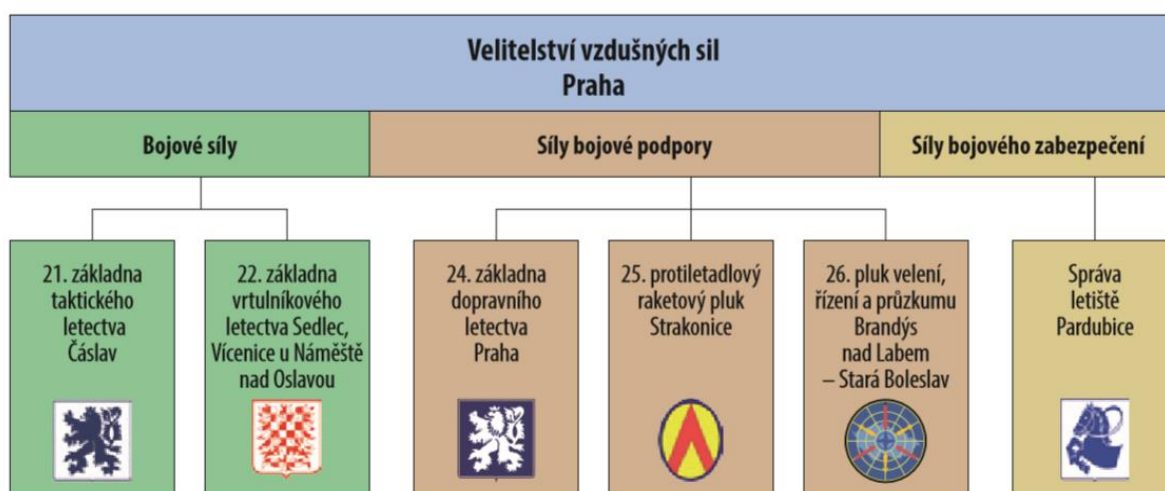 Velitelství vzdušných sil
Praha
Bojové síly
Síly bojové podpory
Síly bojového zabezpečení
21. základna
taktického
letectva
Čáslav
22. základna
vrtulníkového
letectva Sedlec,
Vícenice u Náměště
nad Oslavou
24. základna
dopravního
letectva
Praha
25. protiletadlový
raketový pluk
Strakonice
26. pluk velení,
řízení a průzkumu
Brandýs
nad Labem
– Stará Boleslav
Správa
letiště
Pardubice